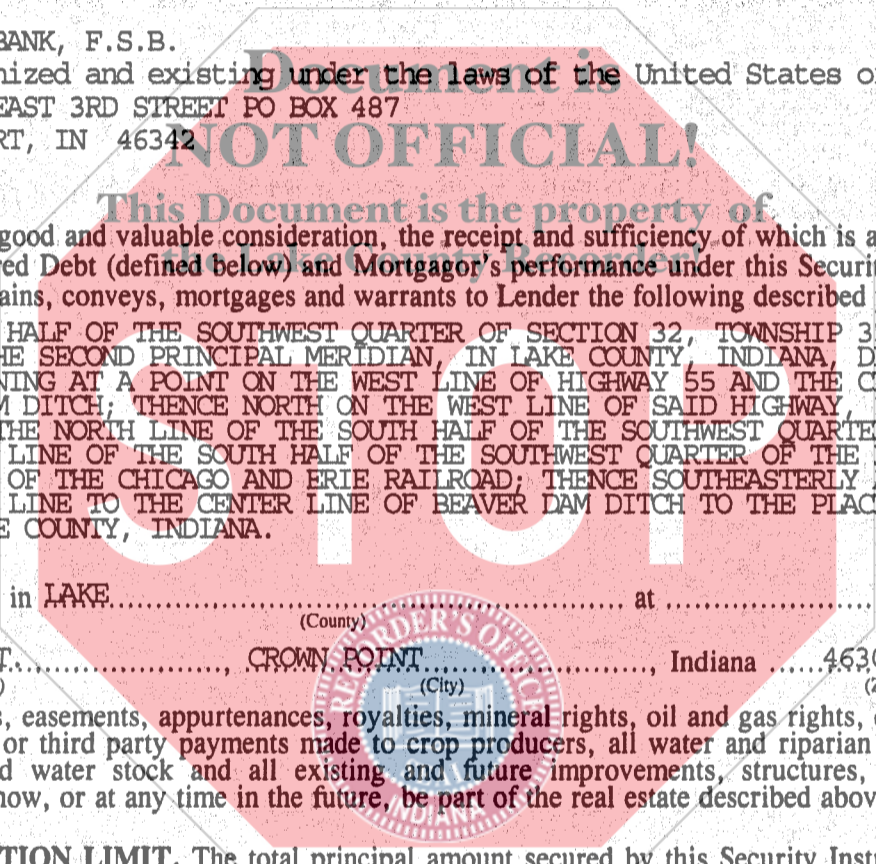 BANK, F.S.B.
Document is
nized and existing under the laws of the United States o
EAST 3RD STREET PO BOX 487
RT, IN 46342
NOT OFFICIAL!
This Document is the property of
good and valuable consideration, the receipt and sufficiency of which is a
the Lake County Recorder!
red Debt (defined below) and Mortgagor's performance under this Securit
ains, conveys, mortgages and warrants to Lender the following described
HALF OF THE SOUTHWEST QUARTER OF SECTION 32, TOWNSHIP 3
HE SECOND PRINCIPAL MERIDIAN, IN LAKE COUNTY, INDIANA, D
NING AT A POINT ON THE WEST LINE OF HIGHWAY 55 AND THE C
M DITCH; THENCE NORTH ON THE WEST LINE OF SAID HIGHWAY,
THE NORTH LINE OF THE SOUTH HALF OF THE SOUTHWEST QUARTE
LINE OF THE SOUTH HALF OF THE SOUTHWEST QUARTER OF THE
OF THE CHICAGO AND ERIE RAILROAD; THENCE SOUTHEASTERLY
LINE TO THE CENTER LINE OF BEAVER DAM DITCH TO THE PLAC
E COUNTY, INDIANA.
STOP
in LAKE at
(County)
T. , CROWN POINT , Indiana 4630
(City)
RECORDER'S OFFICE
INDIANA
s, easements, appurtenances, royalties, mineral rights, oil and gas rights,
or third party payments made to crop producers, all water and riparian
d water stock and all existing and future improvements, structures,
now, or at any time in the future, be part of the real estate described abov
TION LIMIT. The total principal amount secured by this Security Inst